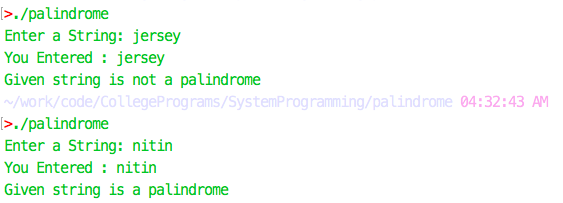 [>./palindrome
Enter a String: jersey
You Entered : jersey
Given string is not a palindrome
~/work/code/CollegePrograms/SystemProgramming/palindrome 04:32:43 AM
[>./palindrome
Enter a String: nitin
You Entered : nitin
Given string is a palindrome